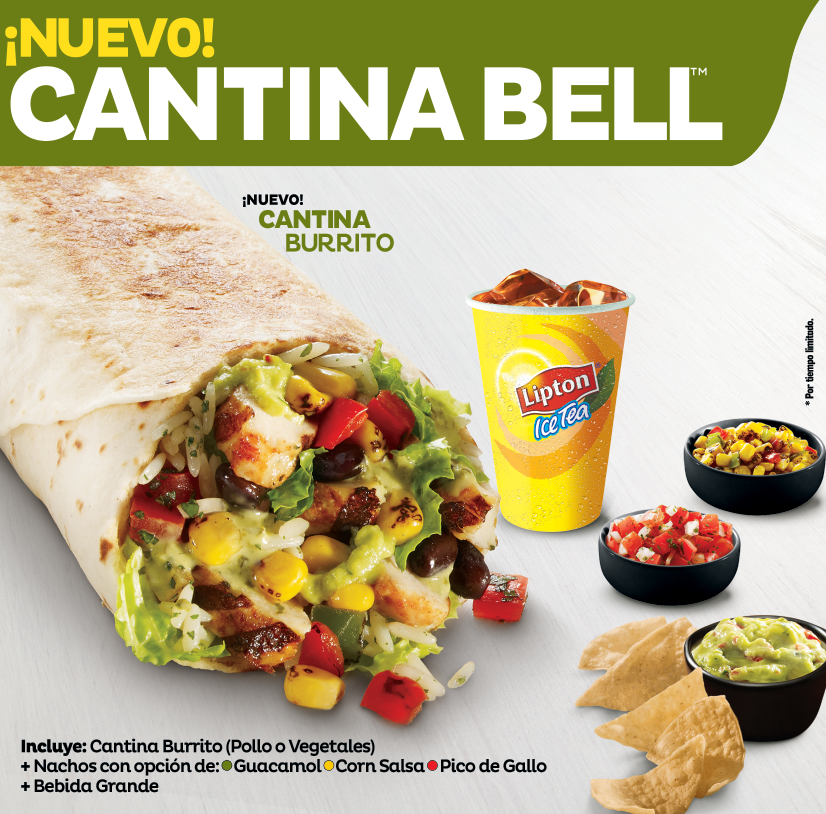 ¡NUEVO!
CANTINA BELL™
¡NUEVO!
CANTINA
BURRITO
Lipton
Ice Tea
* Por tiempo limitado.
Incluye: Cantina Burrito (Pollo o Vegetales)
+ Nachos con opción de: Guacamol Corn Salsa Pico de Gallo
+ Bebida Grande